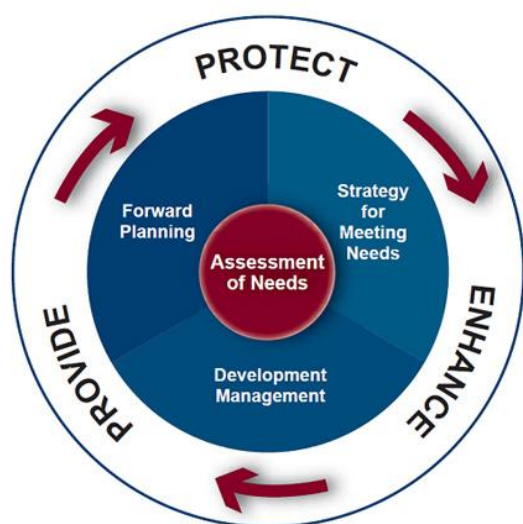 PROTECT
Forward
Planning
Strategy
for
Meeting
Needs
Assessment
of Needs
Development
Management
PROVIDE
ENHANCE